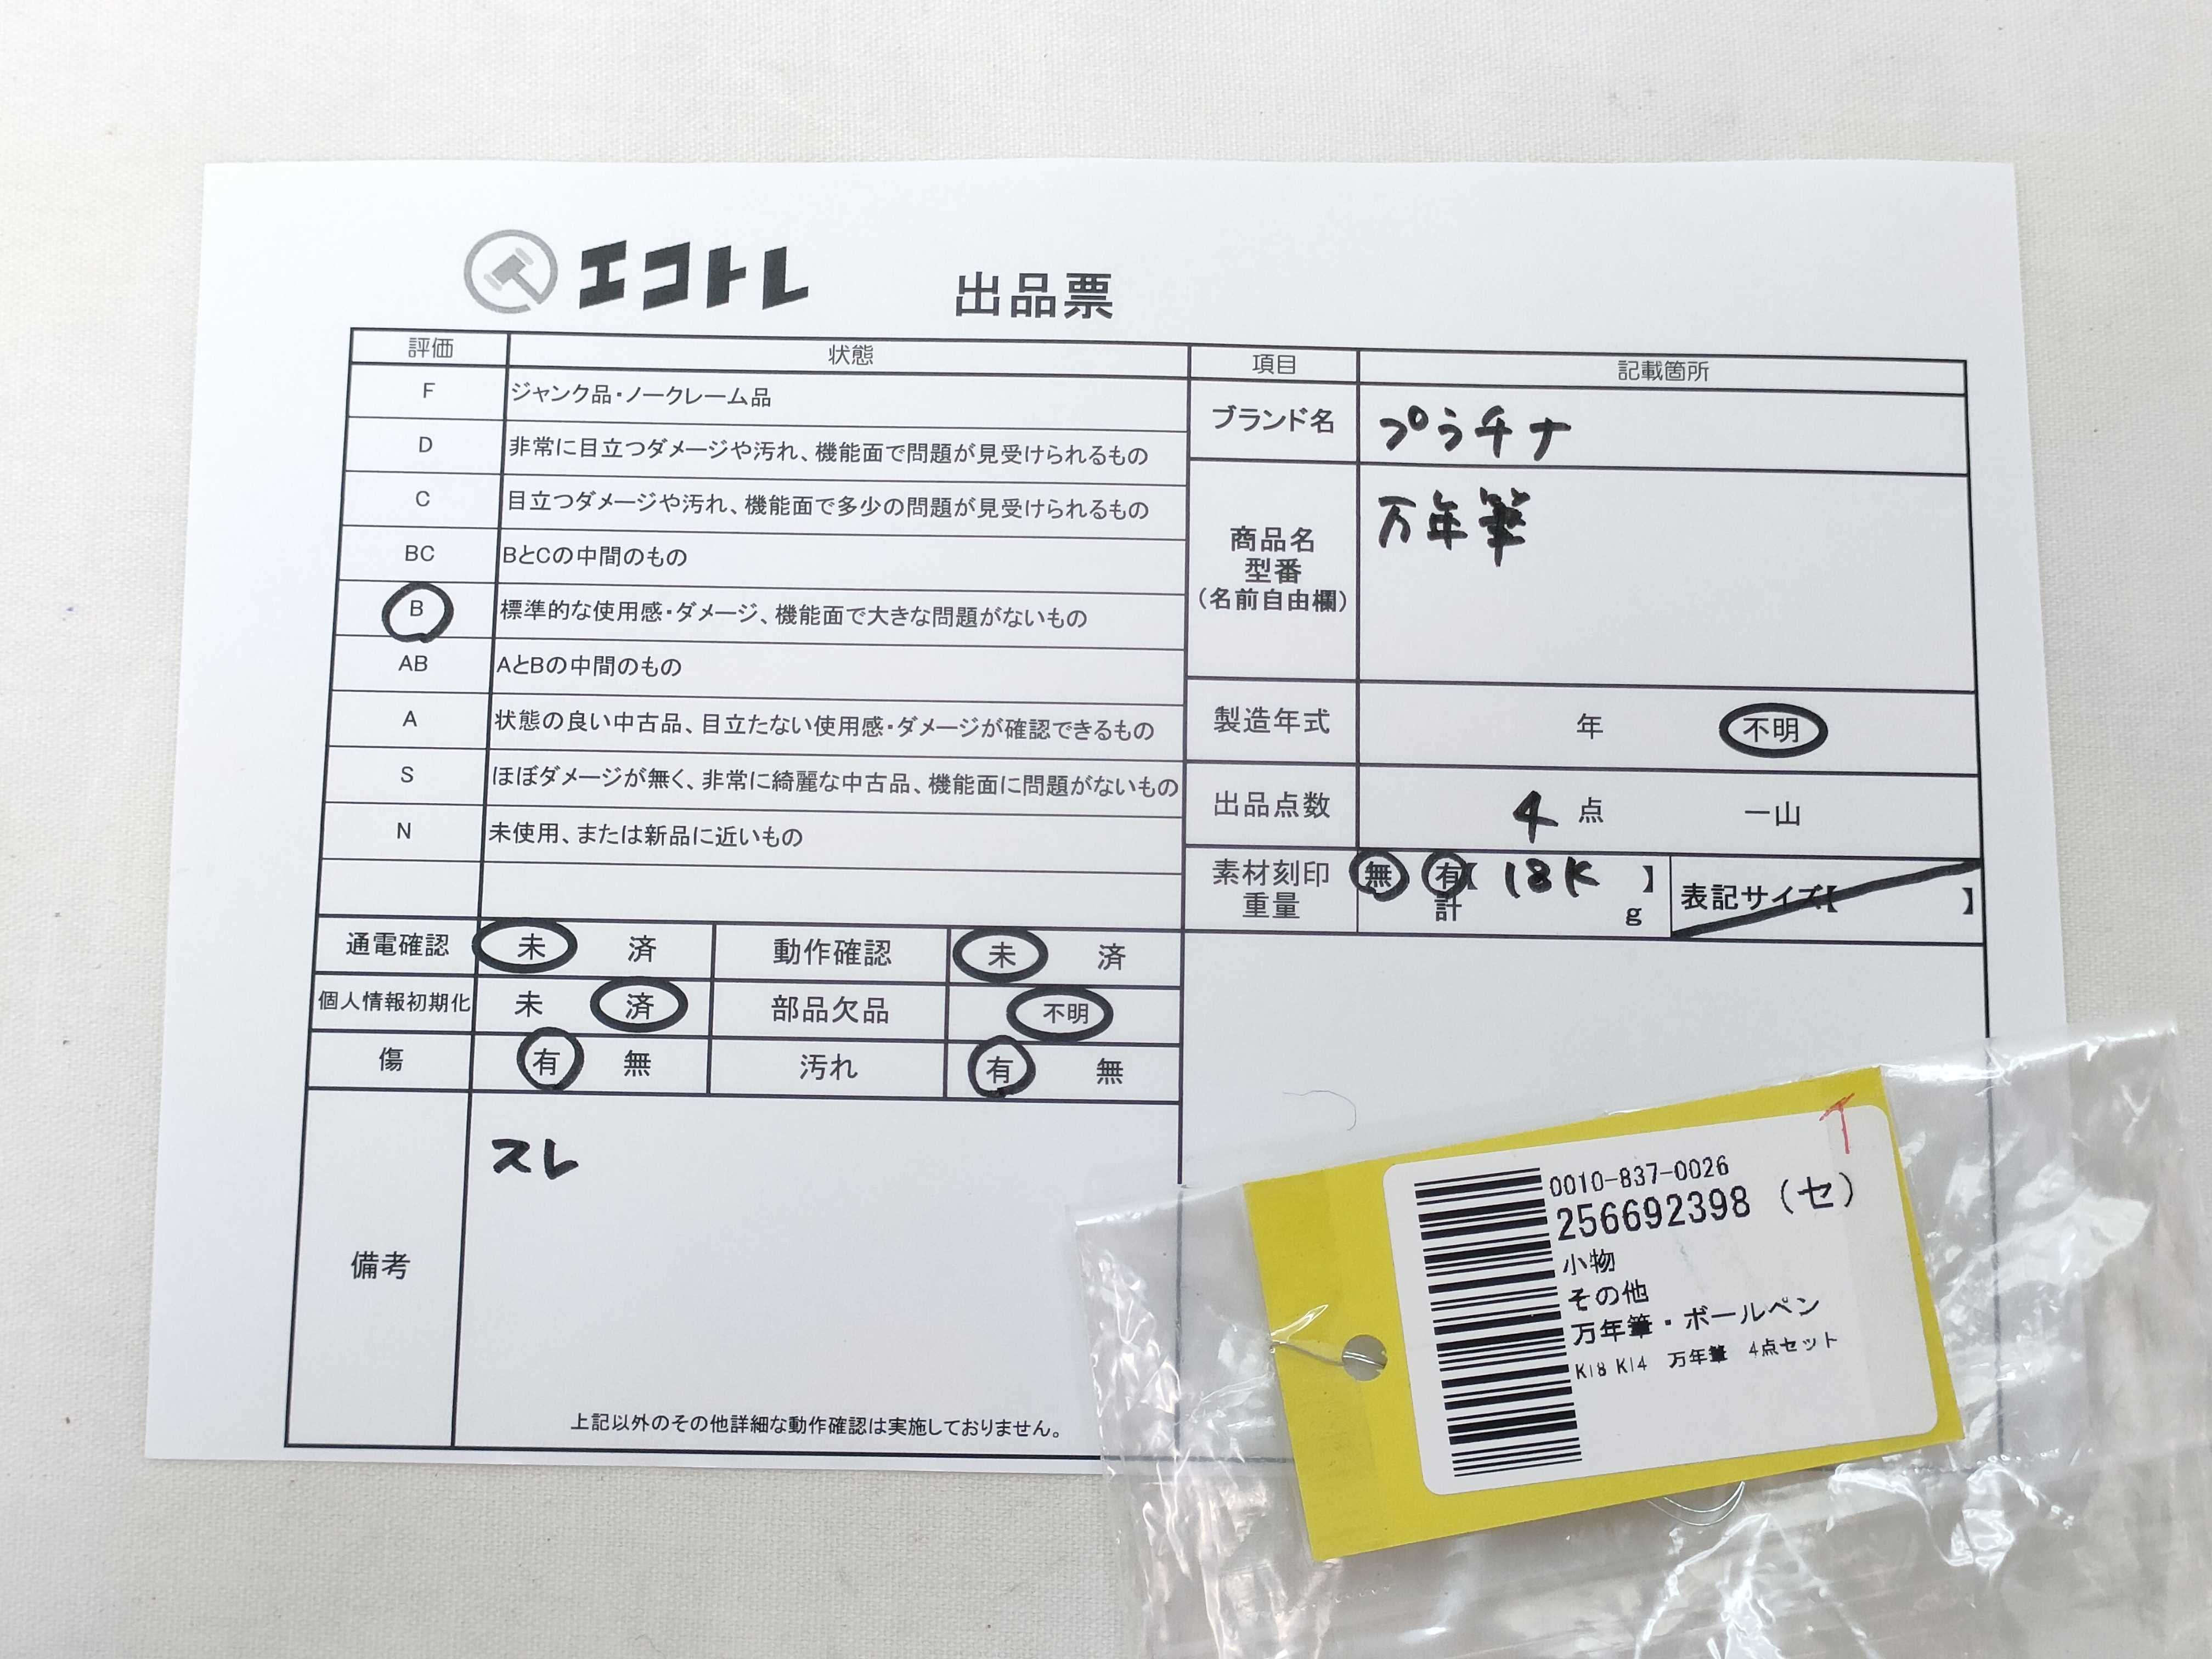 エコトレ 出品票
評価 状態
F ジャンク品・ノークレーム品
D 非常に目立つダメージや汚れ、機能面で問題が見受けられるもの
C 目立つダメージや汚れ、機能面で多少の問題が見受けられるもの
BC BとCの中間のもの
B 標準的な使用感・ダメージ、機能面で大きな問題がないもの
AB AとBの中間のもの
A 状態の良い中古品、目立たない使用感・ダメージが確認できるもの
S ほぼダメージが無く、非常に綺麗な中古品、機能面に問題がないもの
N 未使用、または新品に近いもの
通電確認 未 済 動作確認 未 済
個人情報初期化 未 済 部品欠品 不明
傷 有 無 汚れ 有 無
備考 スレ
上記以外のその他詳細な動作確認は実施しておりません。
項目 記載箇所
ブランド名 プラチナ
商品名
型番
(名前自由欄)
万年筆
製造年式 年 不明
出品点数 4 点 一山
素材刻印 無 有【 18K 】
重量 計 g
表記サイズ【 】
0010-837-0026
256692398 (セ)
小物
その他
万年筆・ボールペン
K18 K14 万年筆 4点セット